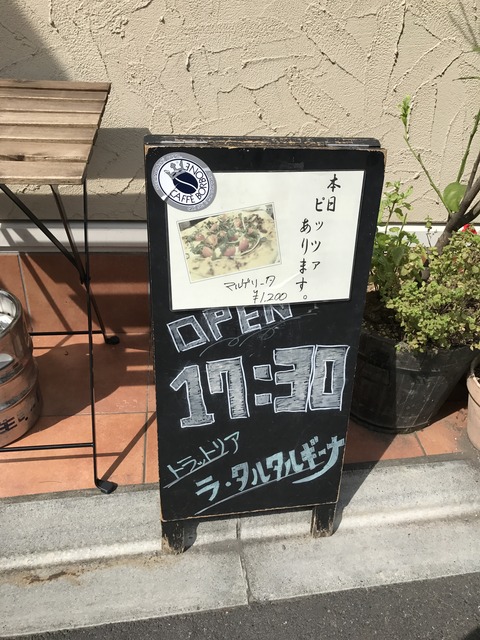 CAFFÈ BORBONE
本日
ピッツァ
あります。
マルゲリータ
¥1,200
OPEN
17:30
トラットリア
ラ・タルタルギーナ